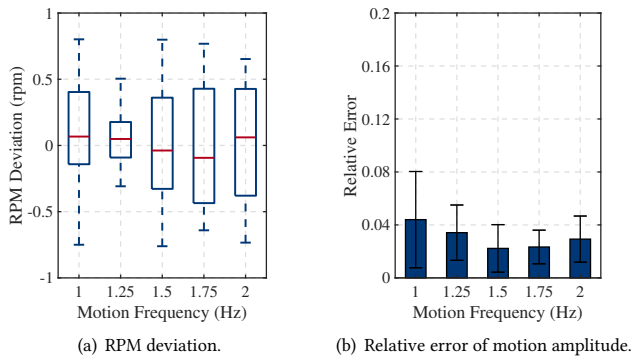 1
0.5
0
-0.5
-1
RPM Deviation (rpm)
1 1.25 1.5 1.75 2
Motion Frequency (Hz)
(a) RPM deviation.
0.2
0.16
0.12
0.08
0.04
0
Relative Error
1 1.25 1.5 1.75 2
Motion Frequency (Hz)
(b) Relative error of motion amplitude.